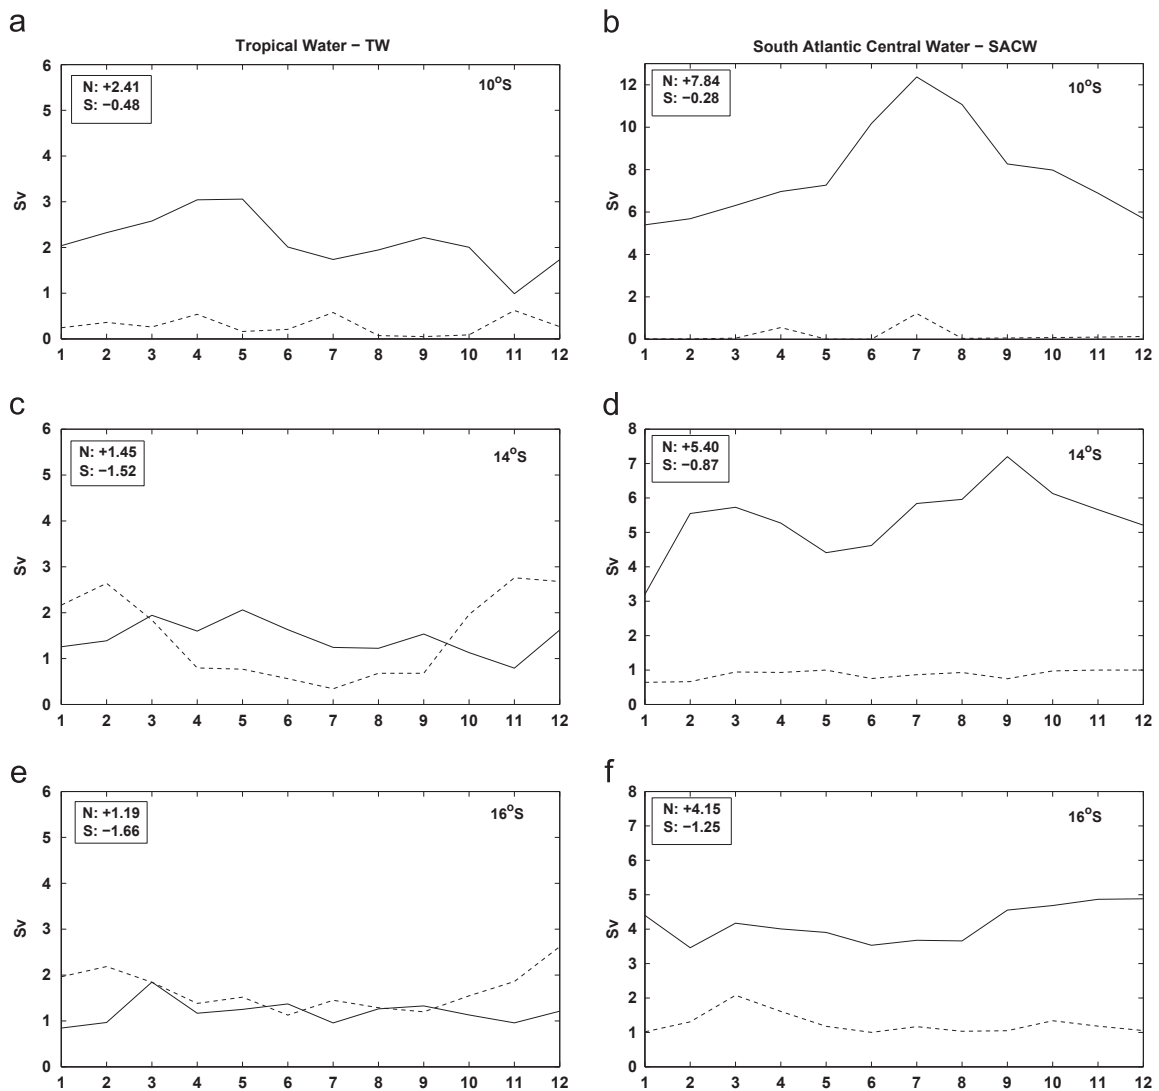 a
Tropical Water − TW
6
5
4
3
2
1
0
Sv
N: +2.41
S: −0.48
10°S
1 2 3 4 5 6 7 8 9 10 11 12
b
South Atlantic Central Water − SACW
12
10
8
6
4
2
0
Sv
N: +7.84
S: −0.28
10°S
1 2 3 4 5 6 7 8 9 10 11 12
c
6
5
4
3
2
1
0
Sv
N: +1.45
S: −1.52
14°S
1 2 3 4 5 6 7 8 9 10 11 12
d
8
7
6
5
4
3
2
1
0
Sv
N: +5.40
S: −0.87
14°S
1 2 3 4 5 6 7 8 9 10 11 12
e
6
5
4
3
2
1
0
Sv
N: +1.19
S: −1.66
16°S
1 2 3 4 5 6 7 8 9 10 11 12
f
8
7
6
5
4
3
2
1
0
Sv
N: +4.15
S: −1.25
16°S
1 2 3 4 5 6 7 8 9 10 11 12